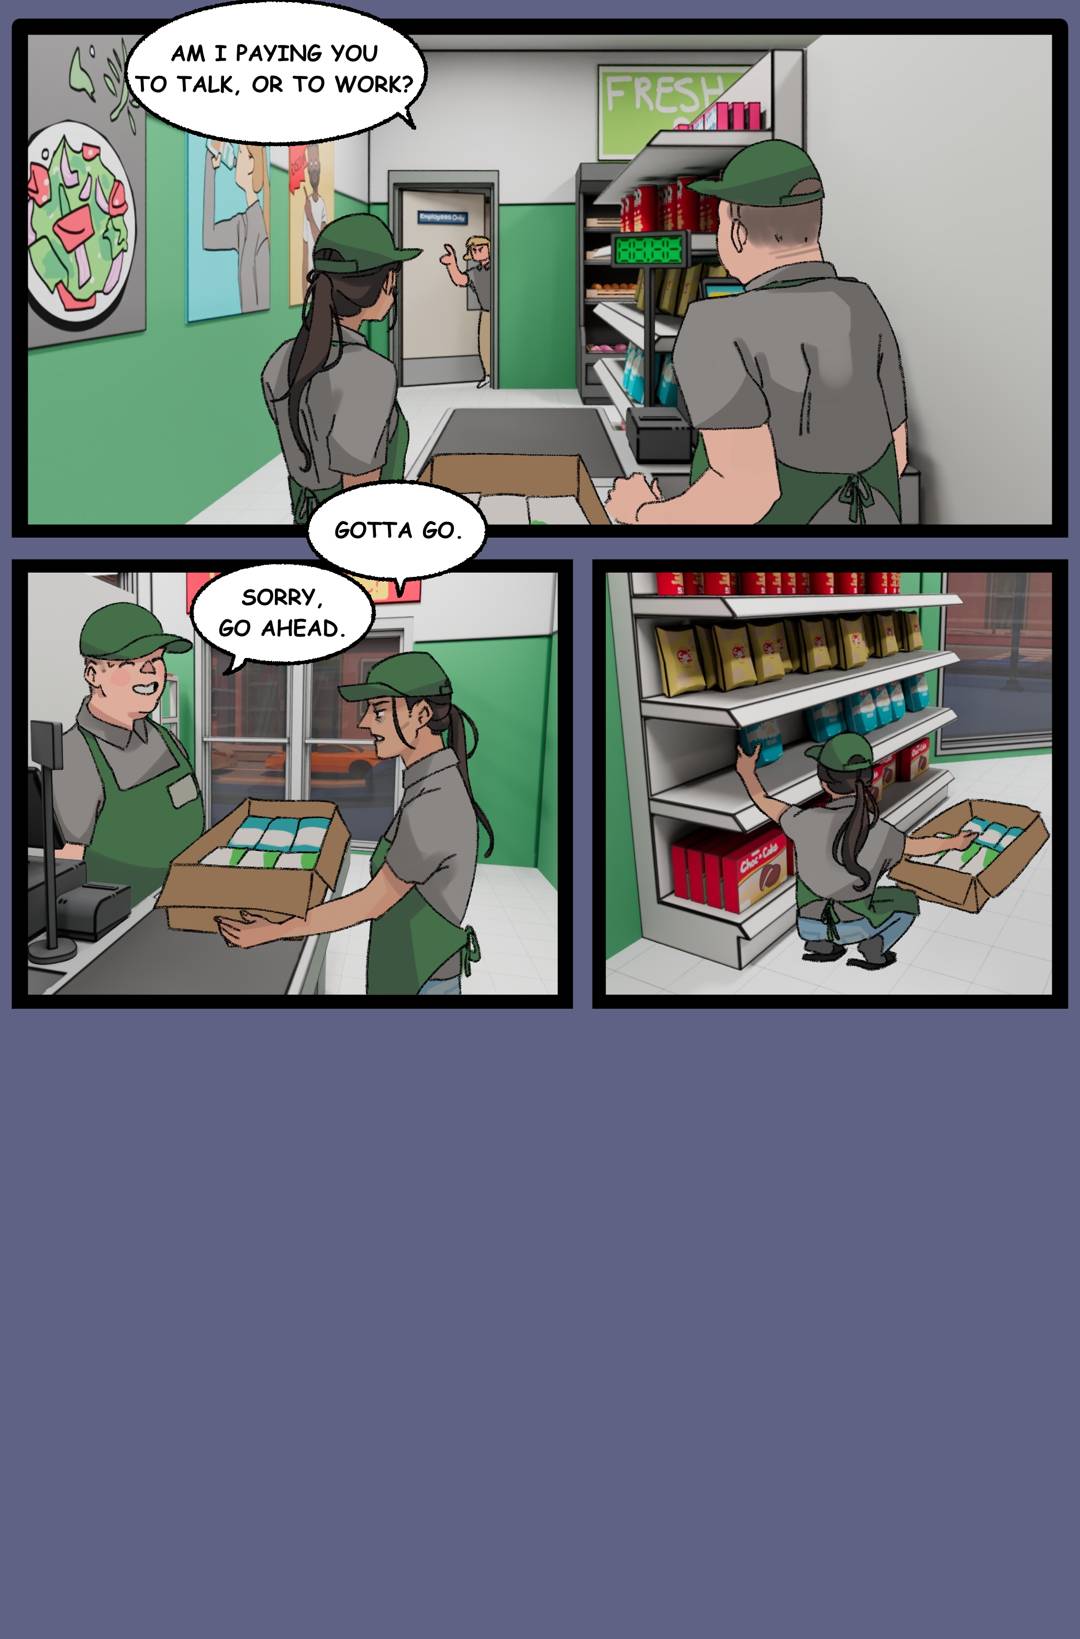 AM I PAYING YOU
TO TALK, OR TO WORK?
FRESH
Employees Only
GOTTA GO.
SORRY,
GO AHEAD.
Choc'n Cake